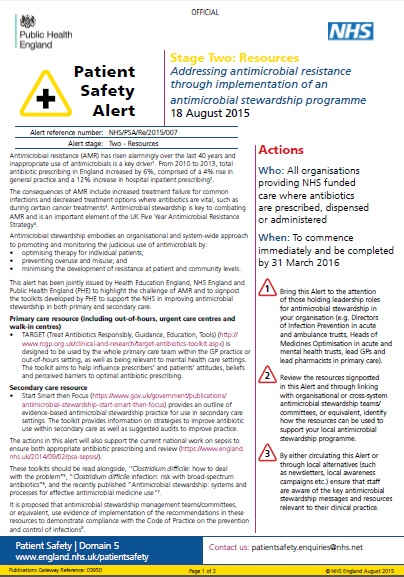 OFFICIAL
Public Health
England
NHS
Patient
Safety
Alert
Stage Two: Resources
Addressing antimicrobial resistance
through implementation of an
antimicrobial stewardship programme
18 August 2015
Alert reference number: NHS/PSA/Re/2015/007
Alert stage: Two - Resources
Antimicrobial resistance (AMR) has risen alarmingly over the last 40 years and
inappropriate use of antimicrobials is a key driver¹. From 2010 to 2013, total
antibiotic prescribing in England increased by 6%, comprised of a 4% rise in
general practice and a 12% increase in hospital inpatient prescribing².
The consequences of AMR include increased treatment failure for common
infections and decreased treatment options where antibiotics are vital, such as
during certain cancer treatments³. Antimicrobial stewardship is key to combating
AMR and is an important element of the UK Five Year Antimicrobial Resistance
Strategy⁴.
Antimicrobial stewardship embodies an organisational and system-wide approach
to promoting and monitoring the judicious use of antimicrobials by:
• optimising therapy for individual patients;
• preventing overuse and misuse; and
• minimising the development of resistance at patient and community levels.
This alert has been jointly issued by Health Education England, NHS England and
Public Health England (PHE) to highlight the challenge of AMR and to signpost
the toolkits developed by PHE to support the NHS in improving antimicrobial
stewardship in both primary and secondary care.
Primary care resource (including out-of-hours, urgent care centres and
walk-in centres)
• TARGET (Treat Antibiotics Responsibly, Guidance, Education, Tools) (http://
www.rcgp.org.uk/clinical-and-research/target-antibiotics-toolkit.aspx) is
designed to be used by the whole primary care team within the GP practice or
out-of-hours setting, as well as being relevant to mental health care settings.
The toolkit aims to help influence prescribers' and patients' attitudes, beliefs
and perceived barriers to optimal antibiotic prescribing.
Secondary care resource
• Start Smart then Focus (https://www.gov.uk/government/publications/
antimicrobial-stewardship-start-smart-then-focus) provides an outline of
evidence-based antimicrobial stewardship practice for use in secondary care
settings. The toolkit provides information on strategies to improve antibiotic
use within secondary care as well as suggested audits to improve practice.
The actions in this alert will also support the current national work on sepsis to
ensure both appropriate antibiotic prescribing and review (https://www.england.
nhs.uk/2014/09/02/psa-sepsis/).
These toolkits should be read alongside, "Clostridium difficile: how to deal
with the problem"⁵, "Clostridium difficile infection: risk with broad-spectrum
antibiotics"⁶, and the recently published "Antimicrobial stewardship: systems and
processes for effective antimicrobial medicine use"⁷.
It is proposed that antimicrobial stewardship management teams/committees,
or equivalent, use evidence of implementation of the recommendations in these
resources to demonstrate compliance with the Code of Practice on the prevention
and control of infections⁸.
Actions
Who: All organisations
providing NHS funded
care where antibiotics
are prescribed, dispensed
or administered
When: To commence
immediately and be completed
by 31 March 2016
1
Bring this Alert to the attention
of those holding leadership roles
for antimicrobial stewardship in
your organisation (e.g. Directors
of Infection Prevention in acute
and ambulance trusts, Heads of
Medicines Optimisation in acute and
mental health trusts, lead GPs and
lead pharmacists in primary care).
2
Review the resources signposted
in this Alert and through linking
with organisational or cross-system
antimicrobial stewardship teams/
committees, or equivalent, identify
how the resources can be used to
support your local antimicrobial
stewardship programme.
3
By either circulating this Alert or
through local alternatives (such
as newsletters, local awareness
campaigns etc.) ensure that staff
are aware of the key antimicrobial
stewardship messages and resources
relevant to their clinical practice.
Patient Safety | Domain 5
www.england.nhs.uk/patientsafety
Contact us: patientsafety.enquiries@nhs.net
Publications Gateway Reference: 03950
Page 1 of 2
© NHS England August 2015